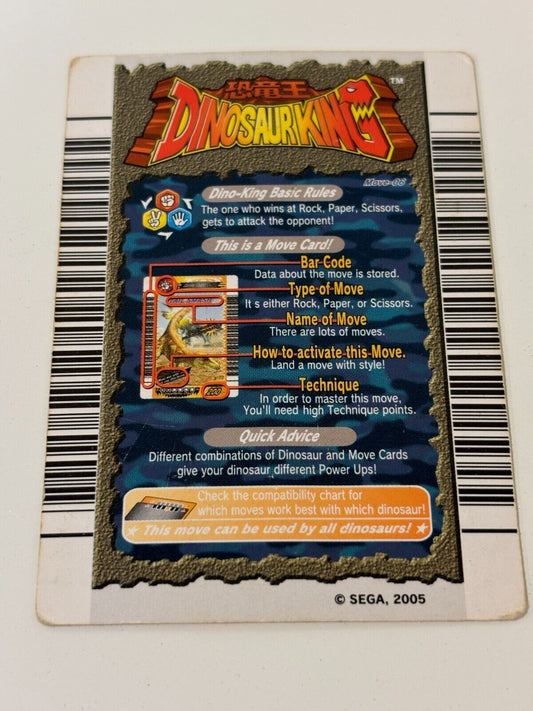 恐竜王
DINOSAUR KING ™
Move-06
Dino-King Basic Rules
The one who wins at Rock, Paper, Scissors,
gets to attack the opponent!
This is a Move Card!
Bar Code
Data about the move is stored.
Type of Move
It s either Rock, Paper, or Scissors.
Name of Move
There are lots of moves.
How to activate this Move.
Land a move with style!
Technique
In order to master this move,
You'll need high Technique points.
Quick Advice
Different combinations of Dinosaur and Move Cards
give your dinosaur different Power Ups!
Check the compatibility chart for
which moves work best with which dinosaur!
★ This move can be used by all dinosaurs! ★
© SEGA, 2005